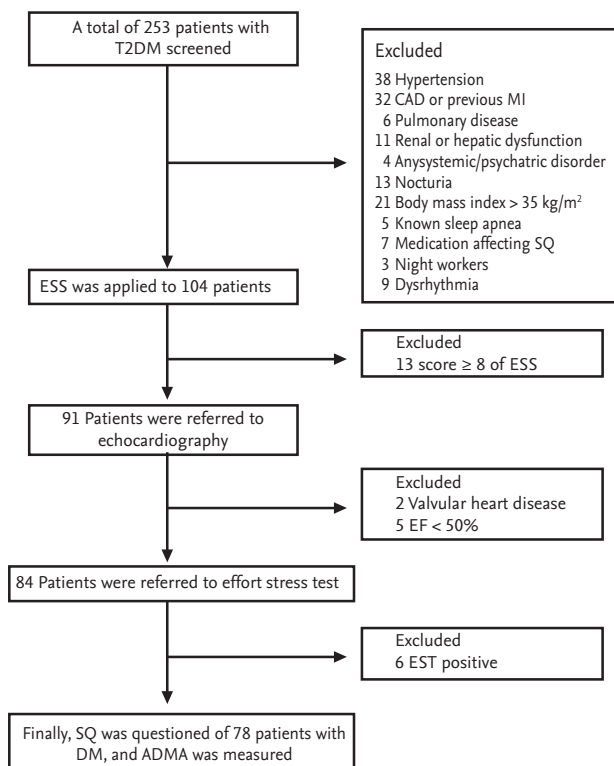 A total of 253 patients with
T2DM screened
Excluded
38 Hypertension
32 CAD or previous MI
6 Pulmonary disease
11 Renal or hepatic dysfunction
4 Anysystemic/psychatric disorder
13 Nocturia
21 Body mass index > 35 kg/m²
5 Known sleep apnea
7 Medication affecting SQ
3 Night workers
9 Dysrhythmia
ESS was applied to 104 patients
Excluded
13 score ≥ 8 of ESS
91 Patients were referred to
echocardiography
Excluded
2 Valvular heart disease
5 EF < 50%
84 Patients were referred to effort stress test
Excluded
6 EST positive
Finally, SQ was questioned of 78 patients with
DM, and ADMA was measured